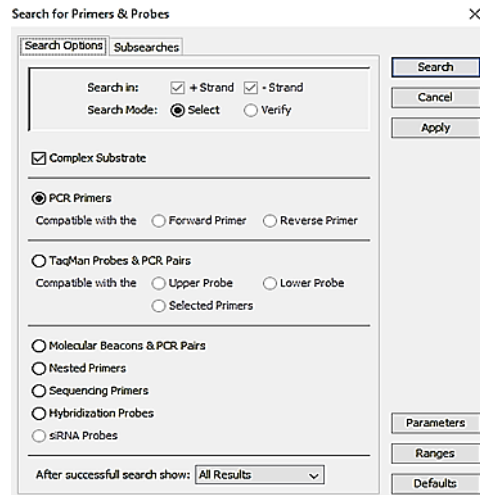 Search for Primers & Probes
Search Options Subsearches
Search in: + Strand - Strand
Search Mode: Select Verify
Complex Substrate
PCR Primers
Compatible with the Forward Primer Reverse Primer
TaqMan Probes & PCR Pairs
Compatible with the Upper Probe Lower Probe
Selected Primers
Molecular Beacons & PCR Pairs
Nested Primers
Sequencing Primers
Hybridization Probes
siRNA Probes
After successfull search show: All Results
Search
Cancel
Apply
Parameters
Ranges
Defaults